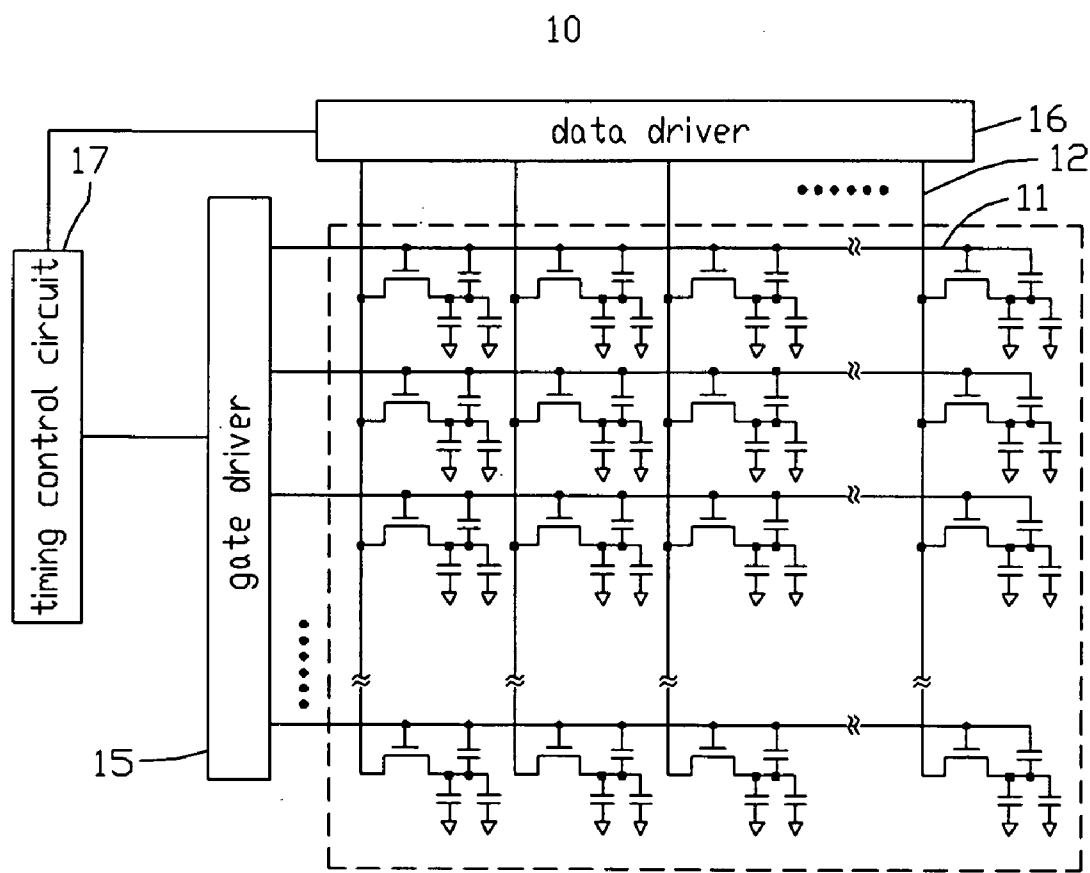 10
data driver
16
12
11
17
timing control circuit
gate driver
15